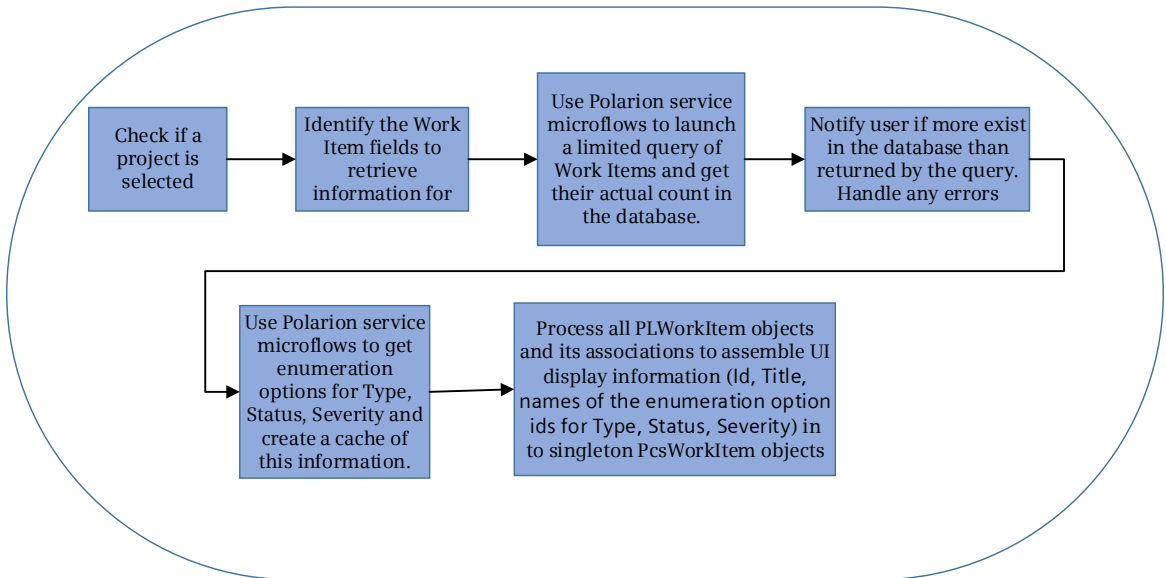 Check if a
project is
selected
Identify the Work
Item fields to
retrieve
information for
Use Polarion service
microflows to launch
a limited query of
Work Items and get
their actual count in
the database.
Notify user if more exist
in the database than
returned by the query.
Handle any errors
Use Polarion service
microflows to get
enumeration
options for Type,
Status, Severity and
create a cache of
this information.
Process all PLWorkItem objects
and its associations to assemble UI
display information (Id, Title,
names of the enumeration option
ids for Type, Status, Severity) in
to singleton PcsWorkItem objects